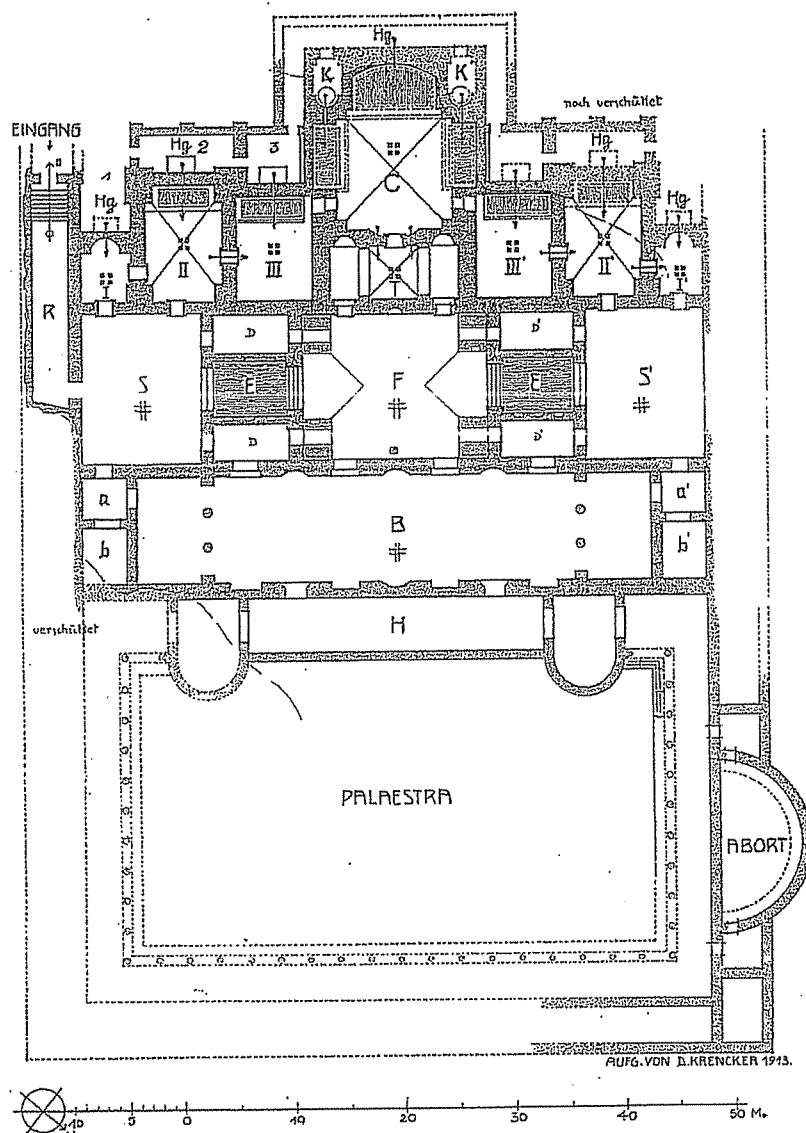 Hg
K K
noch verschüttet
EINGANG
Hg 2 3 Hg
1
Hg C Hg
II III III' II'
I T I'
R D D'
S E F E S'
D D'
a B a'
b b'
verschüttet
H
PALAESTRA
ABORT
AUFG. VON D. KRENCKER 1913.
10 5 0 10 20 30 40 50 M.